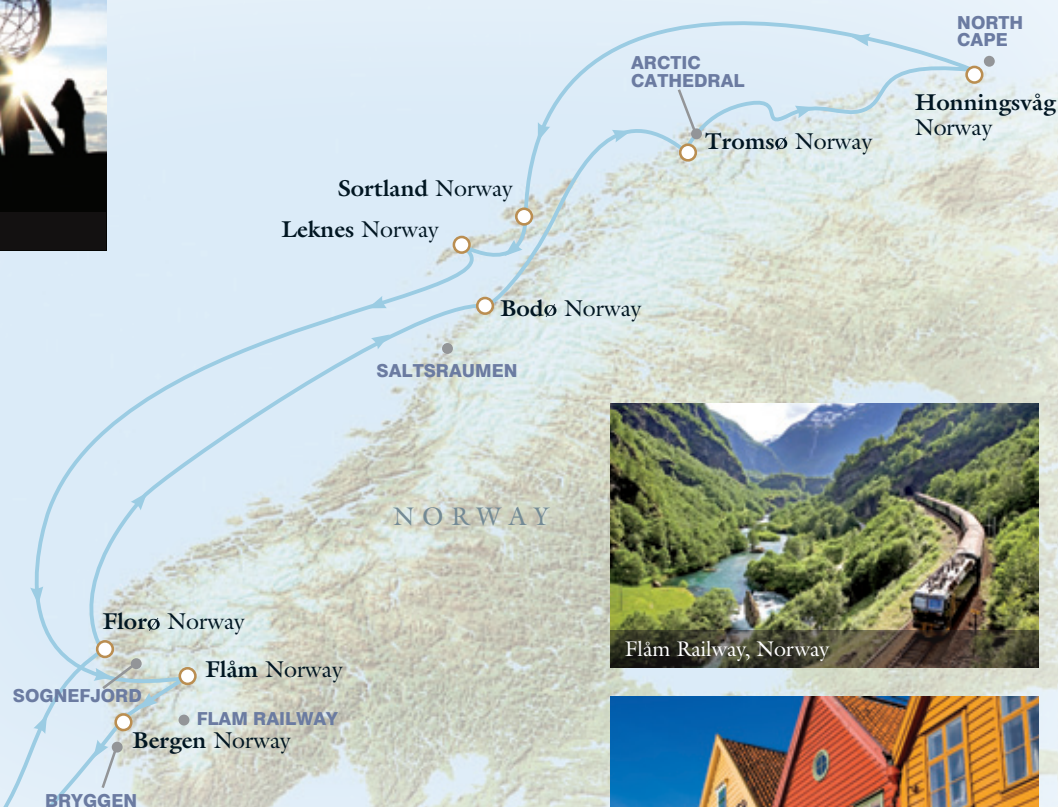 NORTH
CAPE
ARCTIC
CATHEDRAL
Honningsvåg
Norway
Tromsø Norway
Sortland Norway
Leknes Norway
Bodø Norway
SALTSRAUMEN
NORWAY
Florø Norway
Flåm Norway
SOGNEFJORD
FLAM RAILWAY
Bergen Norway
BRYGGEN
Flåm Railway, Norway